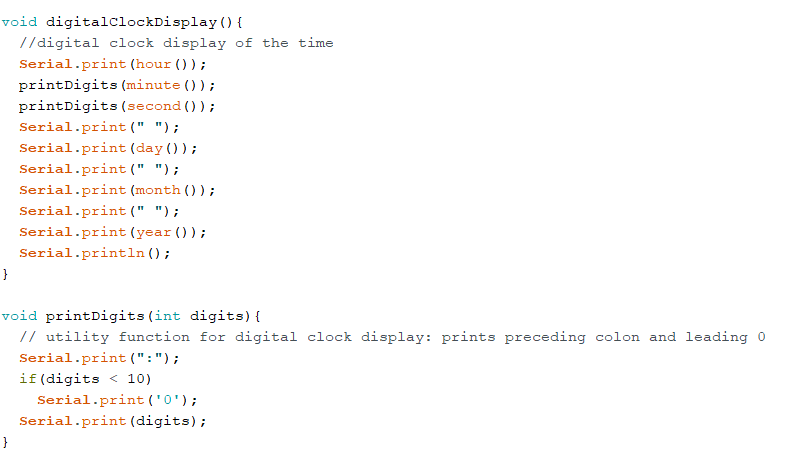 void digitalClockDisplay(){
  //digital clock display of the time
  Serial.print(hour());
  printDigits(minute());
  printDigits(second());
  Serial.print(" ");
  Serial.print(day());
  Serial.print(" ");
  Serial.print(month());
  Serial.print(" ");
  Serial.print(year());
  Serial.println();
}

void printDigits(int digits){
  // utility function for digital clock display: prints preceding colon and leading 0
  Serial.print(":");
  if(digits < 10)
    Serial.print('0');
  Serial.print(digits);
}